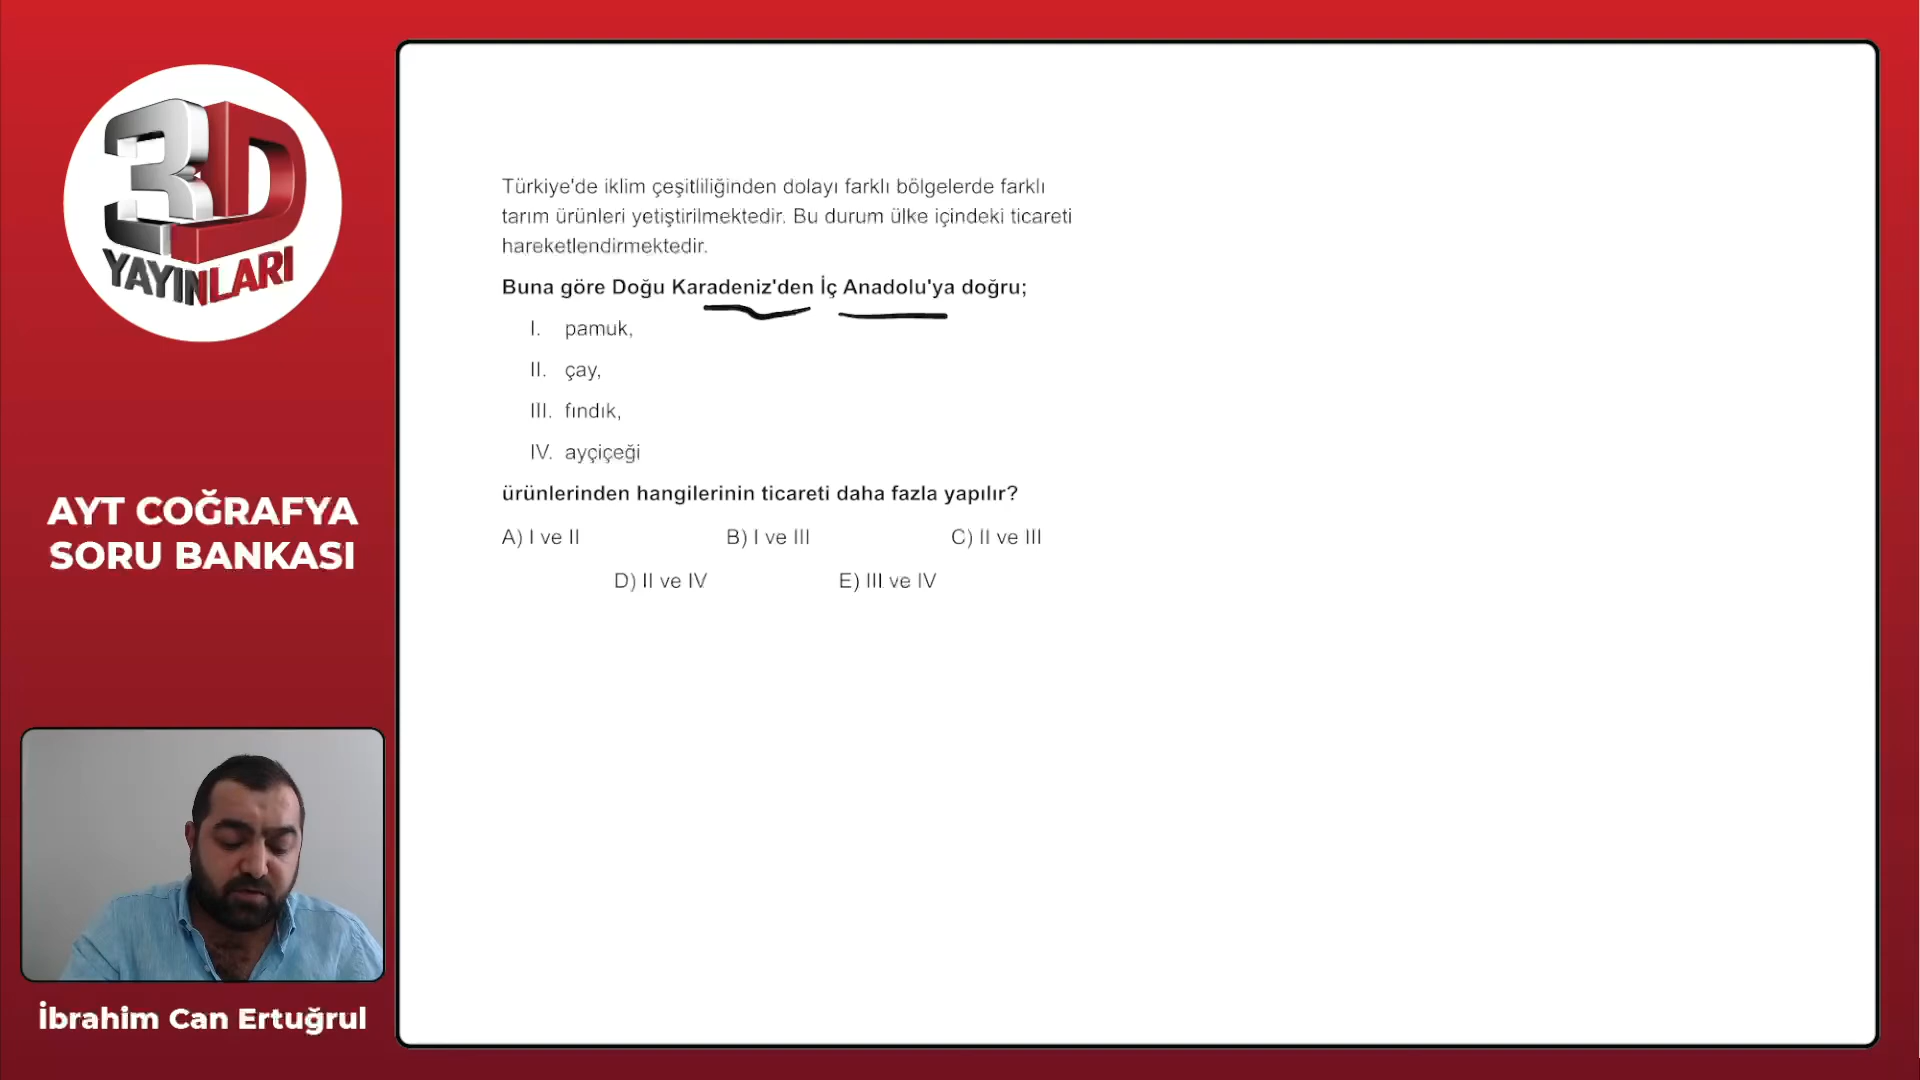 3D
YAYINLARI
AYT COĞRAFYA
SORU BANKASI
İbrahim Can Ertuğrul
Türkiye'de iklim çeşitliliğinden dolayı farklı bölgelerde farklı
tarım ürünleri yetiştirilmektedir. Bu durum ülke içindeki ticareti
hareketlendirmektedir.
Buna göre Doğu Karadeniz'den İç Anadolu'ya doğru;
I. pamuk,
II. çay,
III. fındık,
IV. ayçiçeği
ürünlerinden hangilerinin ticareti daha fazla yapılır?
A) I ve II B) I ve III C) II ve III
D) II ve IV E) III ve IV